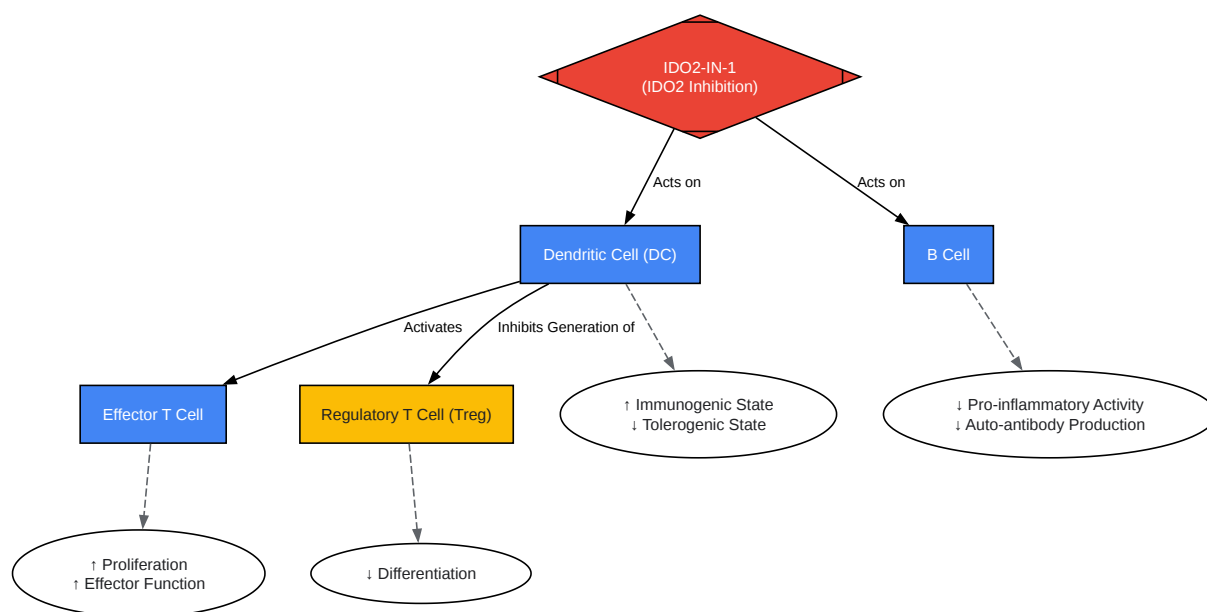 IDO2-IN-1
(IDO2 Inhibition)
Acts on
Acts on
Dendritic Cell (DC)
B Cell
Activates
Inhibits Generation of
Effector T Cell
Regulatory T Cell (Treg)
↑ Immunogenic State
↓ Tolerogenic State
↓ Pro-inflammatory Activity
↓ Auto-antibody Production
↑ Proliferation
↑ Effector Function
↓ Differentiation